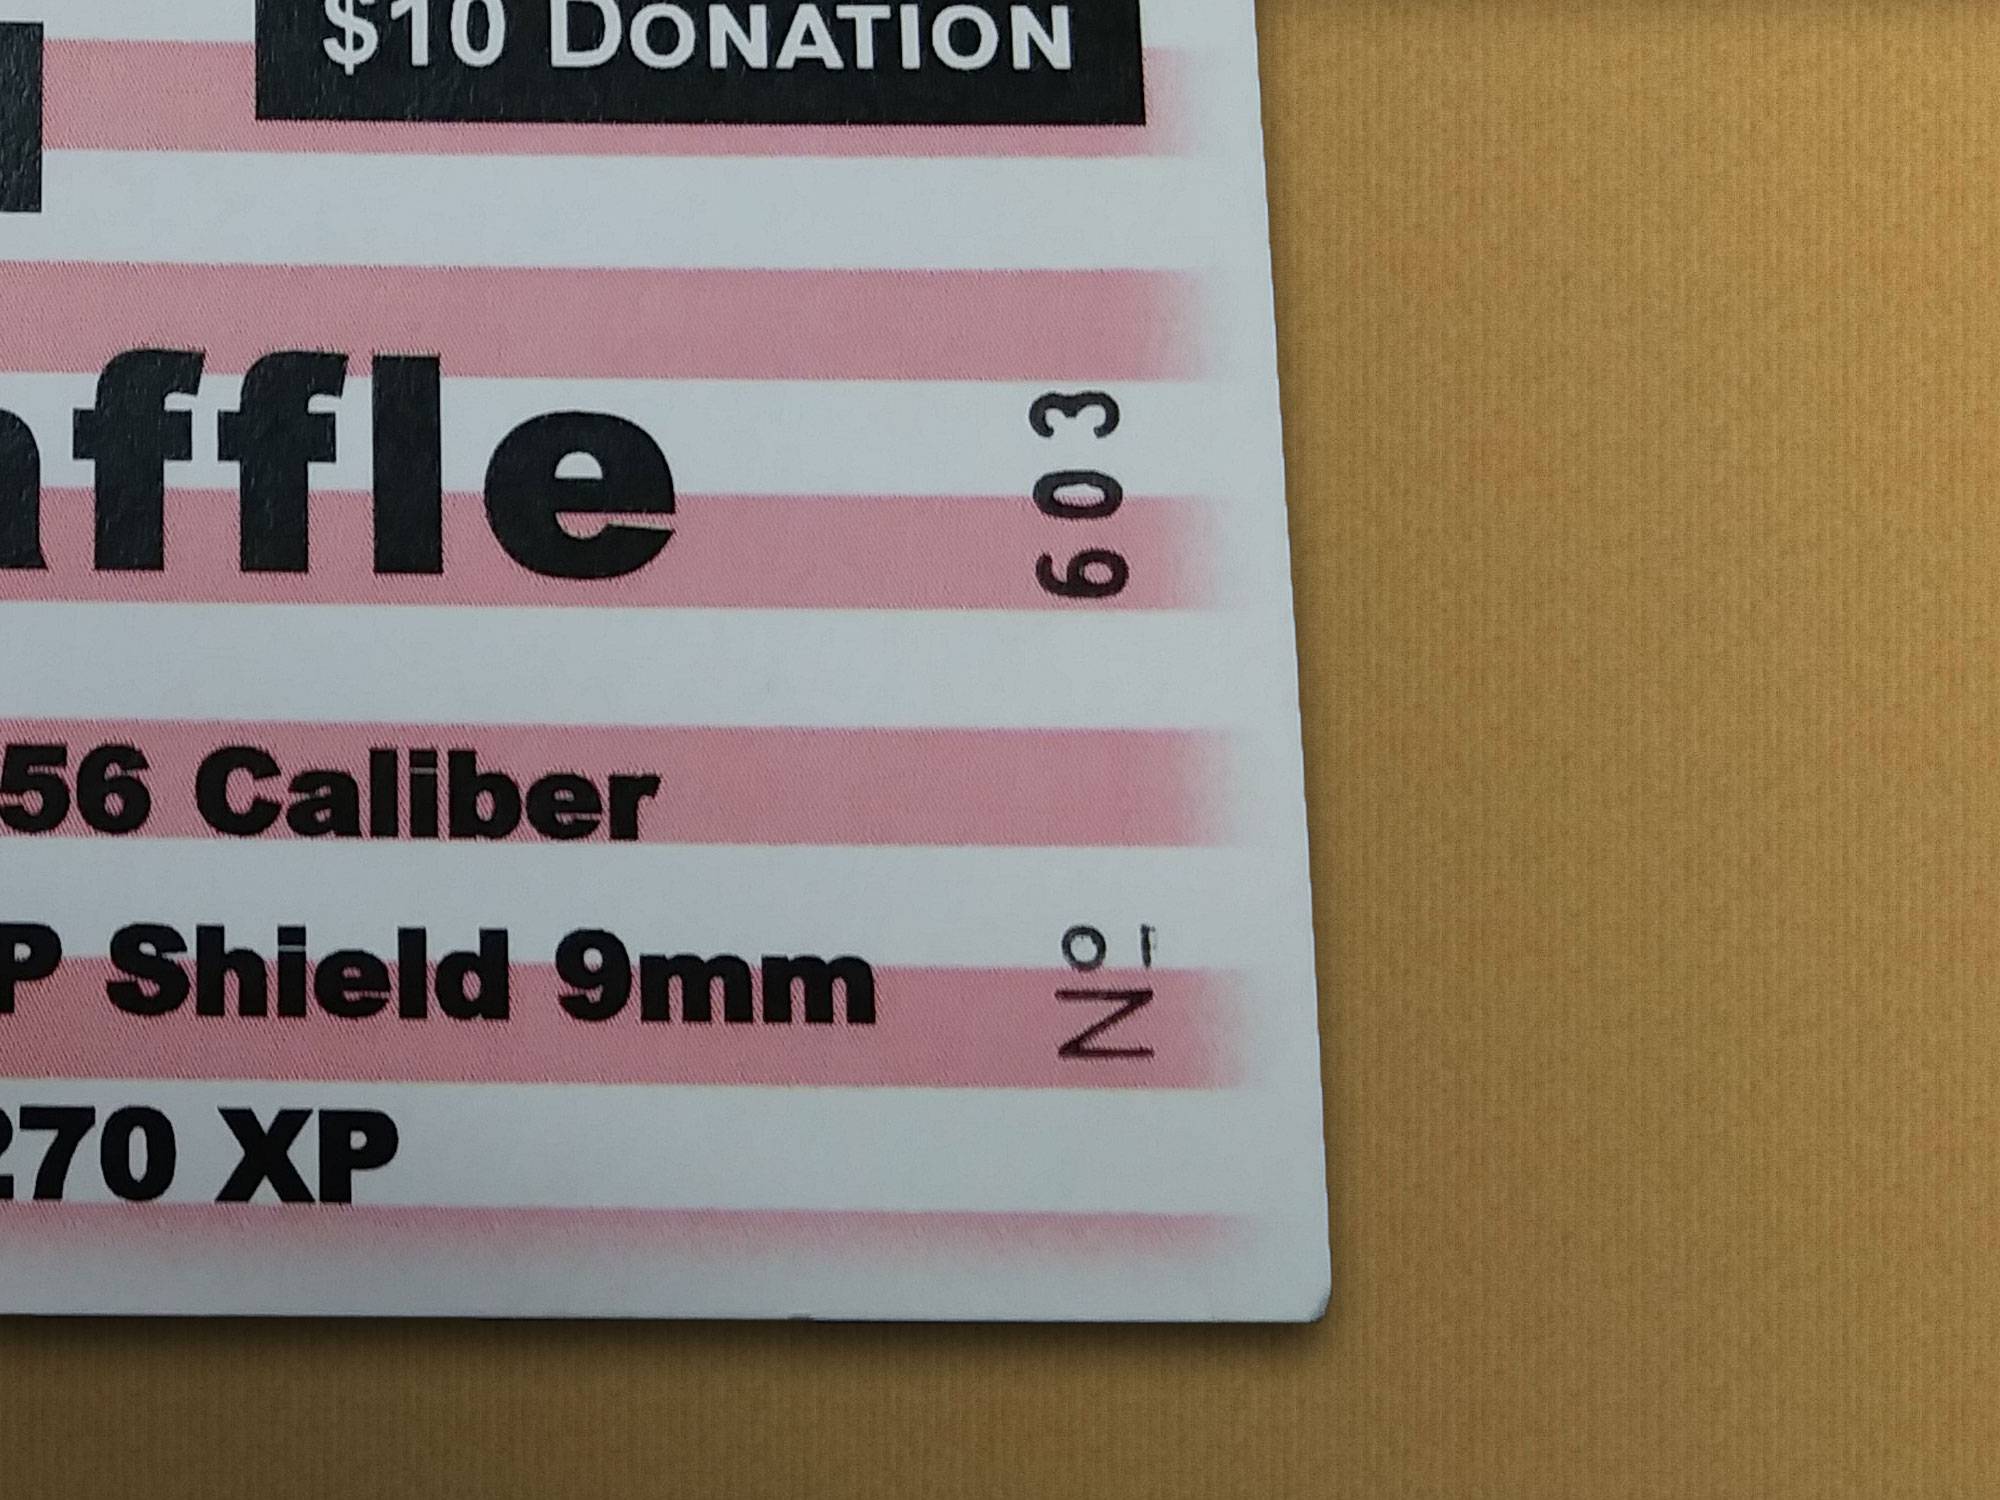 $10 DONATION
affle
56 Caliber
P Shield 9mm
270 XP
No 603